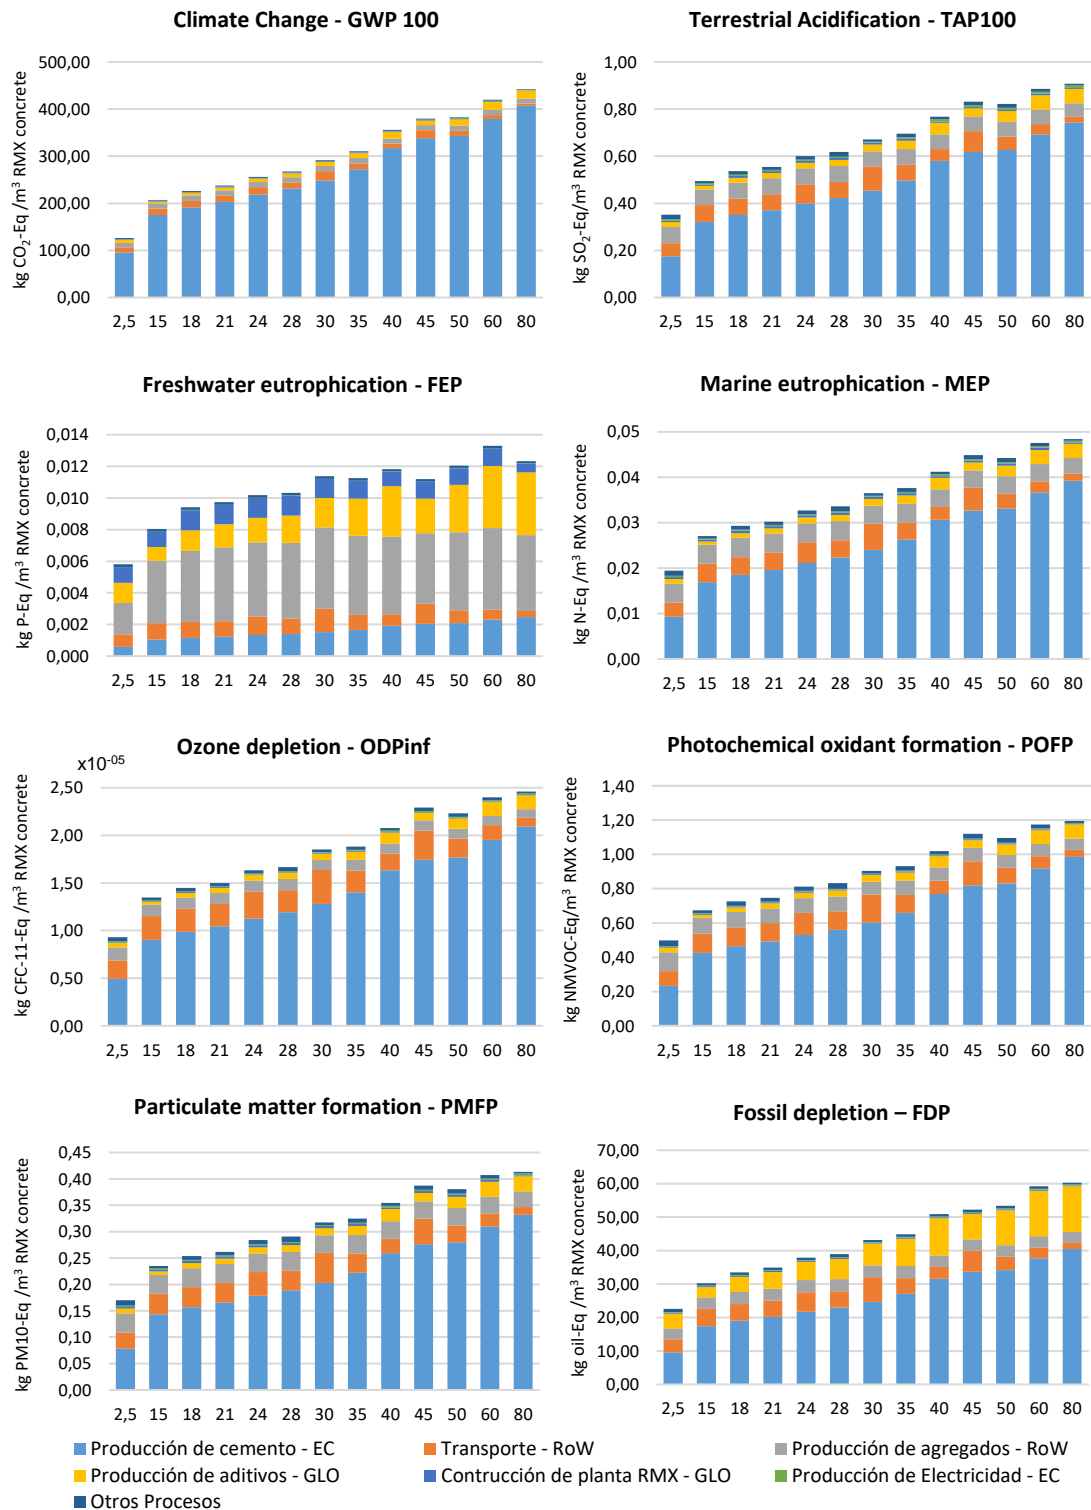 Climate Change - GWP 100
kg CO₂-Eq /m³ RMX concrete
500,00
400,00
300,00
200,00
100,00
0,00
2,5 15 18 21 24 28 30 35 40 45 50 60 80
Terrestrial Acidification - TAP100
kg SO₂-Eq/m³ RMX concrete
1,00
0,80
0,60
0,40
0,20
0,00
2,5 15 18 21 24 28 30 35 40 45 50 60 80
Freshwater eutrophication - FEP
kg P-Eq /m³ RMX concrete
0,014
0,012
0,010
0,008
0,006
0,004
0,002
0,000
2,5 15 18 21 24 28 30 35 40 45 50 60 80
Marine eutrophication - MEP
kg N-Eq /m³ RMX concrete
0,05
0,04
0,03
0,02
0,01
0,00
2,5 15 18 21 24 28 30 35 40 45 50 60 80
Ozone depletion - ODPinf
x10⁻⁰⁵
kg CFC-11-Eq /m³ RMX concrete
2,50
2,00
1,50
1,00
0,50
0,00
2,5 15 18 21 24 28 30 35 40 45 50 60 80
Photochemical oxidant formation - POFP
kg NMVOC-Eq/m³ RMX concrete
1,40
1,20
1,00
0,80
0,60
0,40
0,20
0,00
2,5 15 18 21 24 28 30 35 40 45 50 60 80
Particulate matter formation - PMFP
kg PM10-Eq /m³ RMX concrete
0,45
0,40
0,35
0,30
0,25
0,20
0,15
0,10
0,05
0,00
2,5 15 18 21 24 28 30 35 40 45 50 60 80
Fossil depletion – FDP
kg oil-Eq /m³ RMX concrete
70,00
60,00
50,00
40,00
30,00
20,00
10,00
0,00
2,5 15 18 21 24 28 30 35 40 45 50 60 80
Producción de cemento - EC Transporte - RoW Producción de agregados - RoW
Producción de aditivos - GLO Contrucción de planta RMX - GLO Producción de Electricidad - EC
Otros Procesos